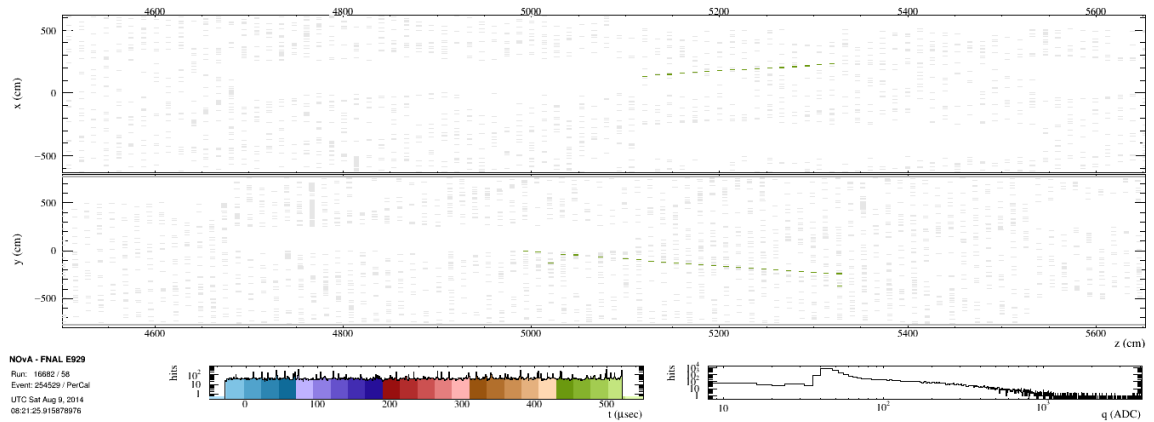 4600 4800 5000 5200 5400 5600
500
0
−500
x (cm)
500
0
−500
y (cm)
4600 4800 5000 5200 5400 5600
z (cm)
NOvA - FNAL E929
Run: 16682 / 58
Event: 254529 / PerCal
UTC Sat Aug 9, 2014
08:21:25.915878976
hits
10²
10
1
0 100 200 300 400 500
t (μsec)
hits
10 10² 10³
q (ADC)